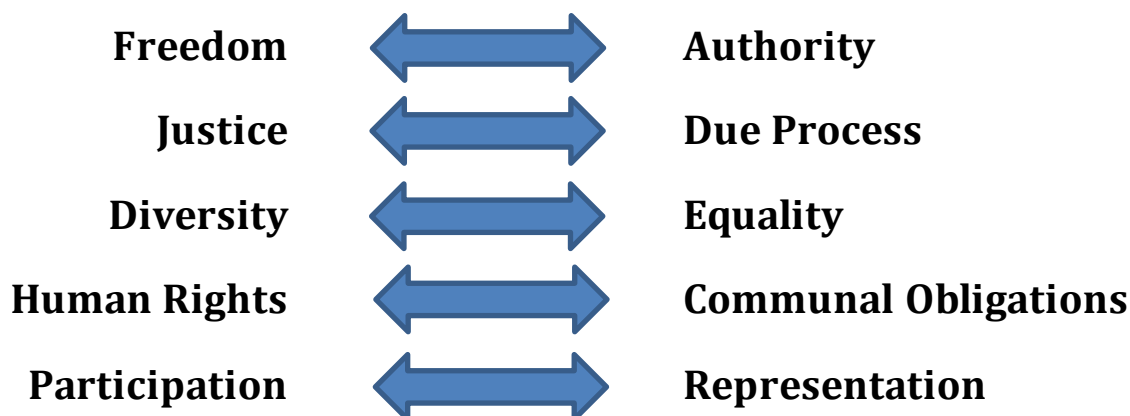 Freedom Authority
Justice Due Process
Diversity Equality
Human Rights Communal Obligations
Participation Representation